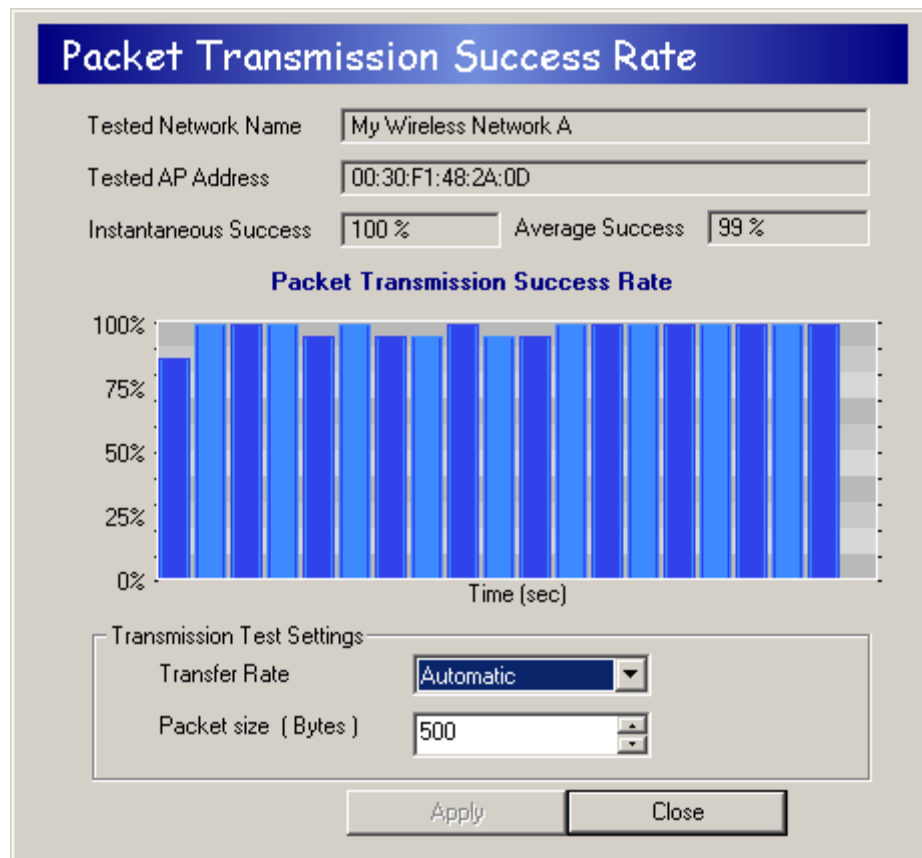 Packet Transmission Success Rate
Tested Network Name My Wireless Network A
Tested AP Address 00:30:F1:48:2A:0D
Instantaneous Success 100 % Average Success 99 %
Packet Transmission Success Rate
100%
75%
50%
25%
0%
Time (sec)
Transmission Test Settings
Transfer Rate Automatic
Packet size ( Bytes ) 500
Apply Close